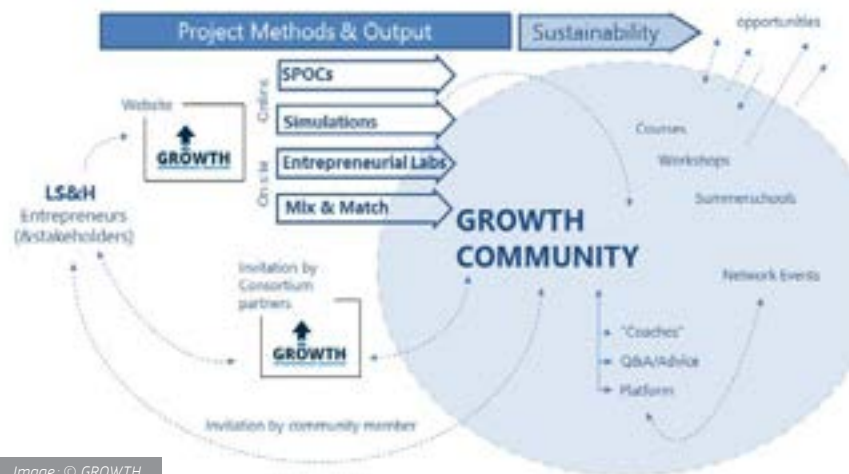 Project Methods & Output
Sustainability
opportunities
Website
GROWTH
Online
On site
SPOCs
Simulations
Entrepreneurial Labs
Mix & Match
LS&H
Entrepreneurs
(&stakeholders)
Courses
Workshops
Summerschools
GROWTH
COMMUNITY
Network Events
Invitation by
Consortium
partners
GROWTH
"Coaches"
Q&A/Advice
Platform
Invitation by community member
Image: © GROWTH